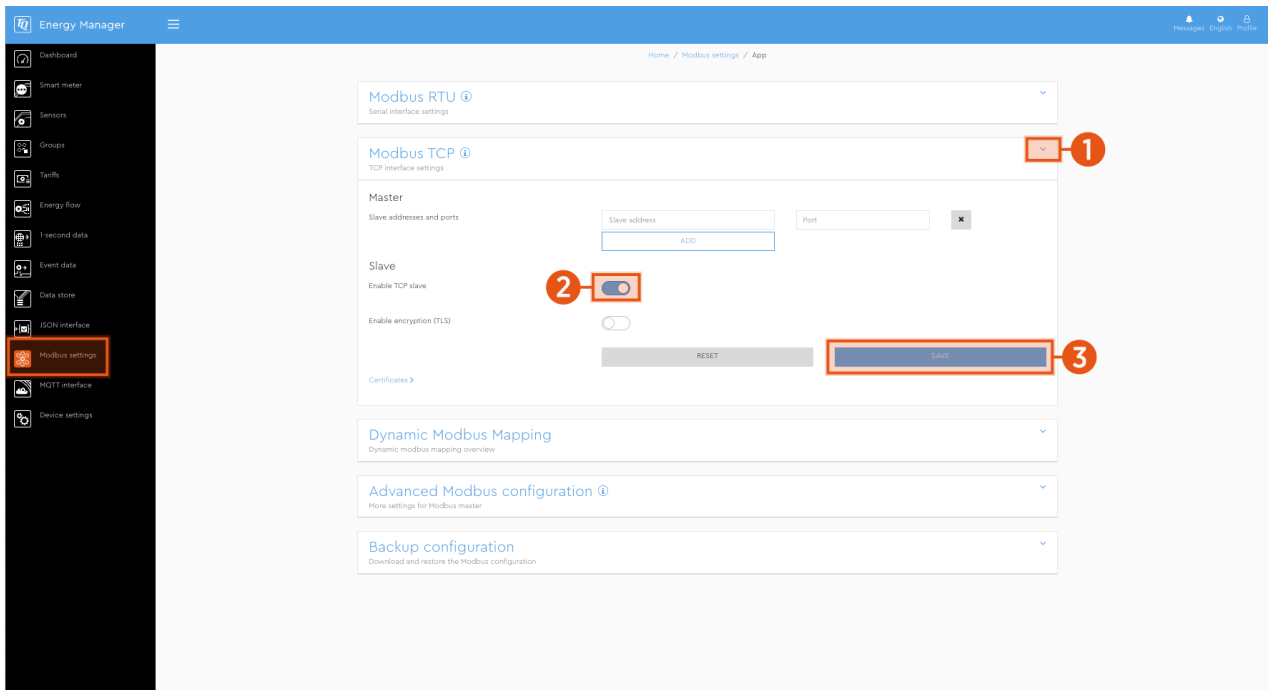 TQ Energy Manager
Messages English Profile
Dashboard
Smart meter
Sensors
Groups
Tariffs
Energy flow
1-second data
Event data
Data store
JSON interface
Modbus settings
MQTT interface
Device settings
Home / Modbus settings / App
Modbus RTU
Serial interface settings
Modbus TCP
TCP interface settings
1
Master
Slave addresses and ports
Slave address
Port
ADD
Slave
Enable TCP slave
2
Enable encryption (TLS)
RESET
SAVE
3
Certificates
Dynamic Modbus Mapping
Dynamic modbus mapping overview
Advanced Modbus configuration
More settings for Modbus master
Backup configuration
Download and restore the Modbus configuration